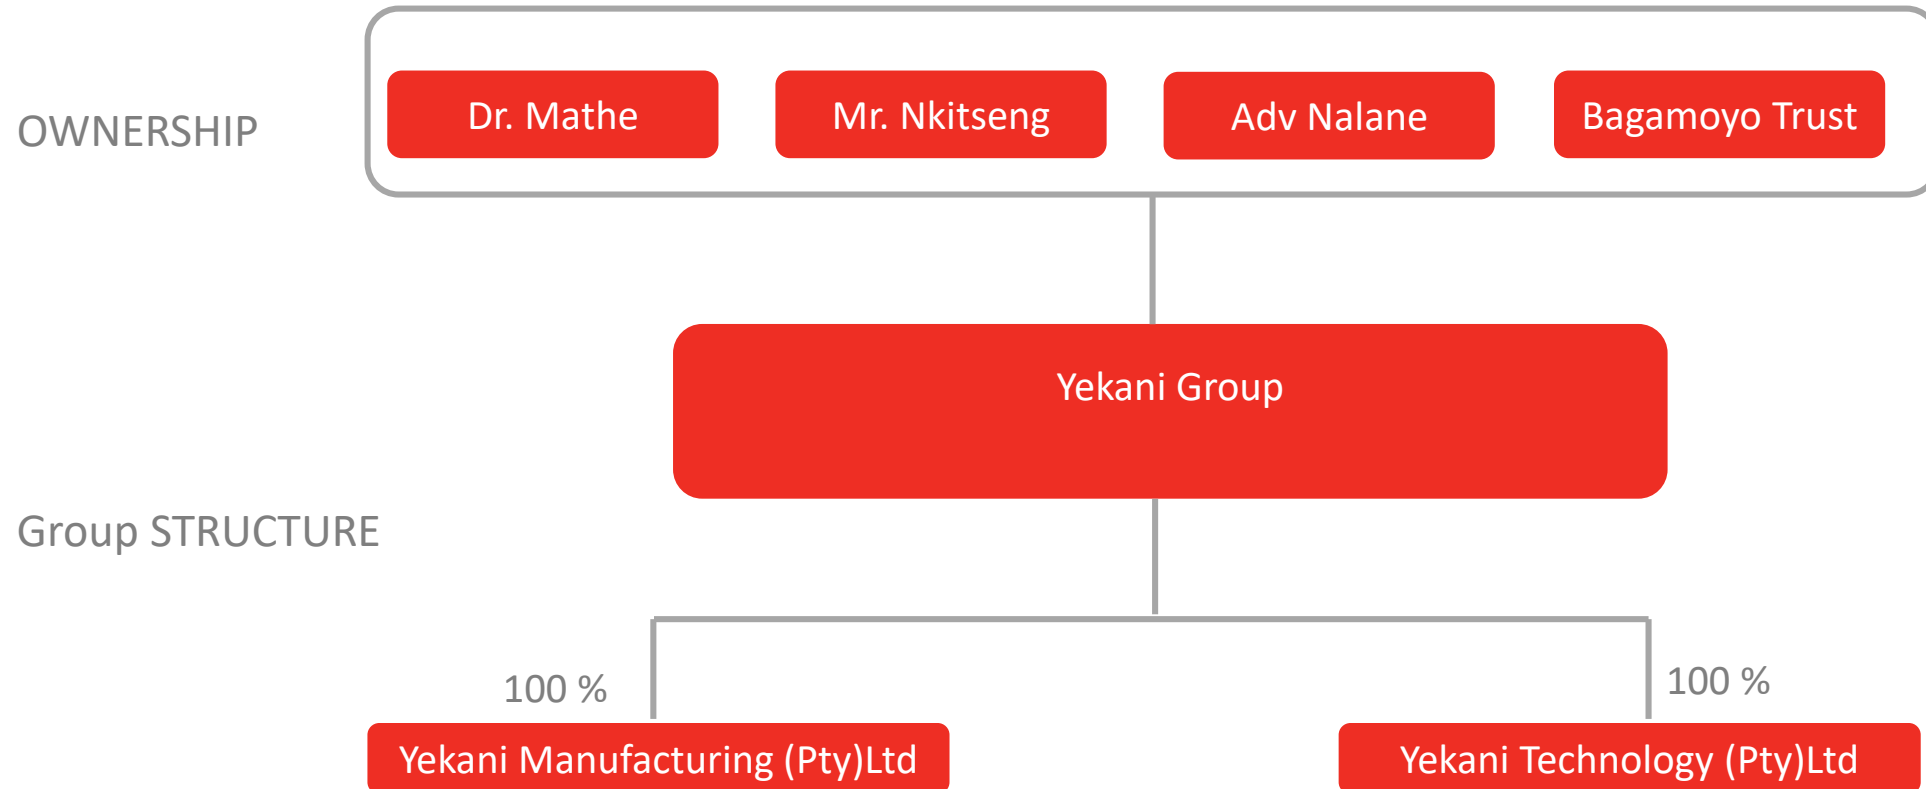 OWNERSHIP
Dr. Mathe
Mr. Nkitseng
Adv Nalane
Bagamoyo Trust
Yekani Group
Group STRUCTURE
100 %
100 %
Yekani Manufacturing (Pty)Ltd
Yekani Technology (Pty)Ltd